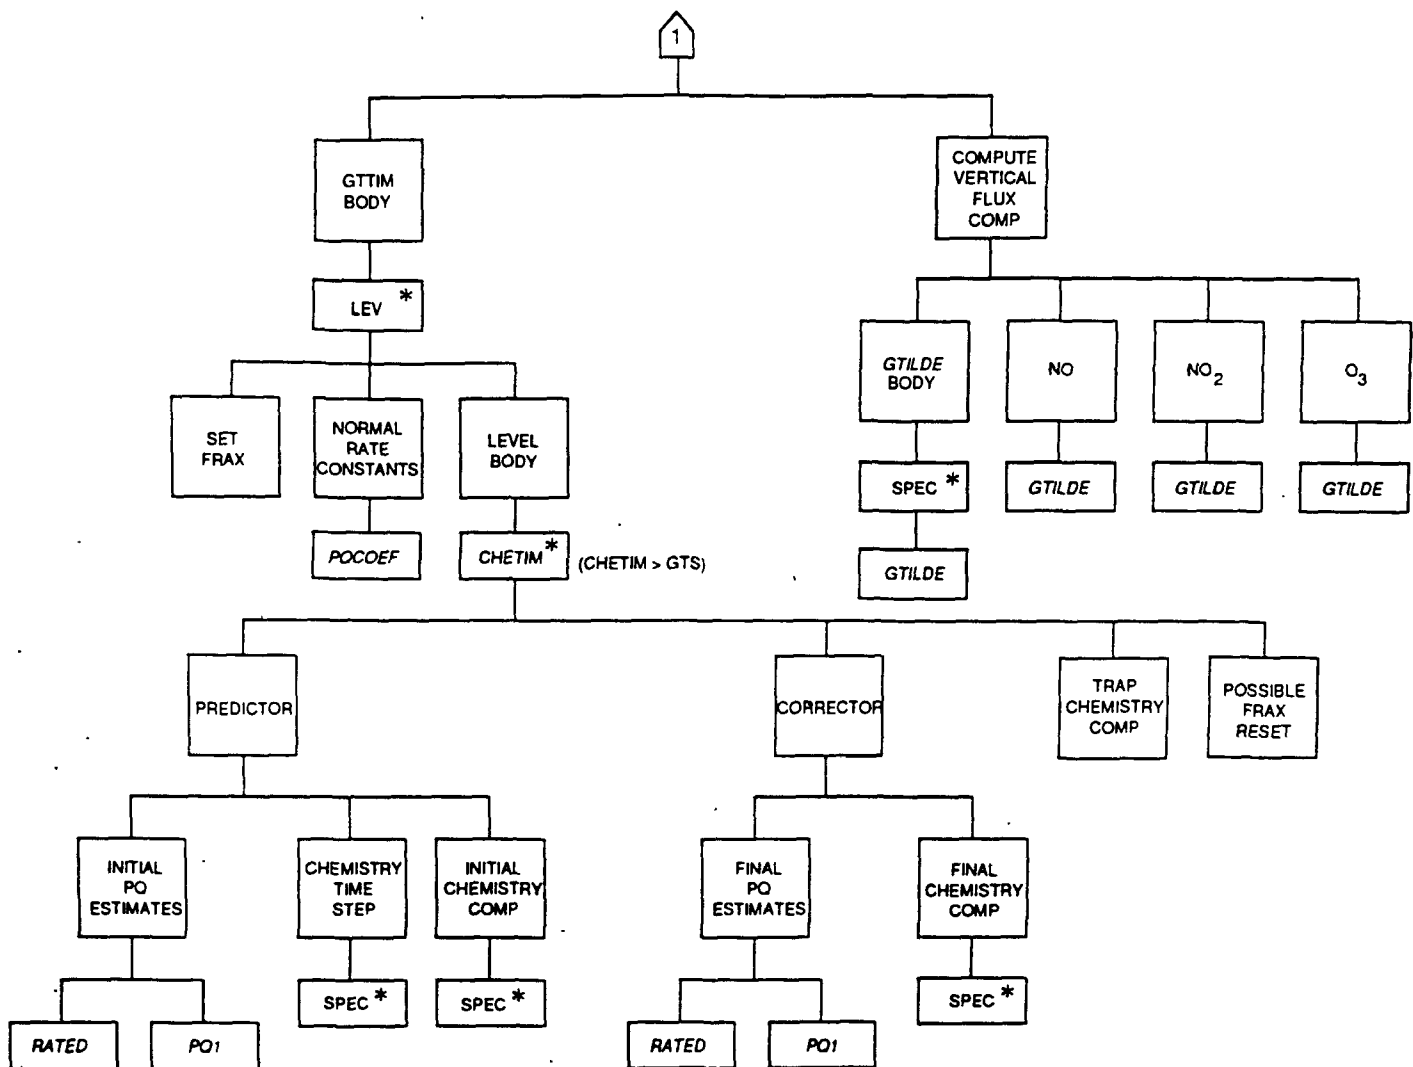 1
GTTIM
BODY
COMPUTE
VERTICAL
FLUX
COMP
LEV *
GTILDE
BODY
NO
NO2
O3
SET
FRAX
NORMAL
RATE
CONSTANTS
LEVEL
BODY
SPEC *
GTILDE
GTILDE
GTILDE
PQCOEF
CHETIM *
(CHETIM > GTS)
GTILDE
PREDICTOR
CORRECTOR
TRAP
CHEMISTRY
COMP
POSSIBLE
FRAX
RESET
INITIAL
PQ
ESTIMATES
CHEMISTRY
TIME
STEP
INITIAL
CHEMISTRY
COMP
FINAL
PQ
ESTIMATES
FINAL
CHEMISTRY
COMP
SPEC *
SPEC *
SPEC *
RATED
PQ1
RATED
PQ1